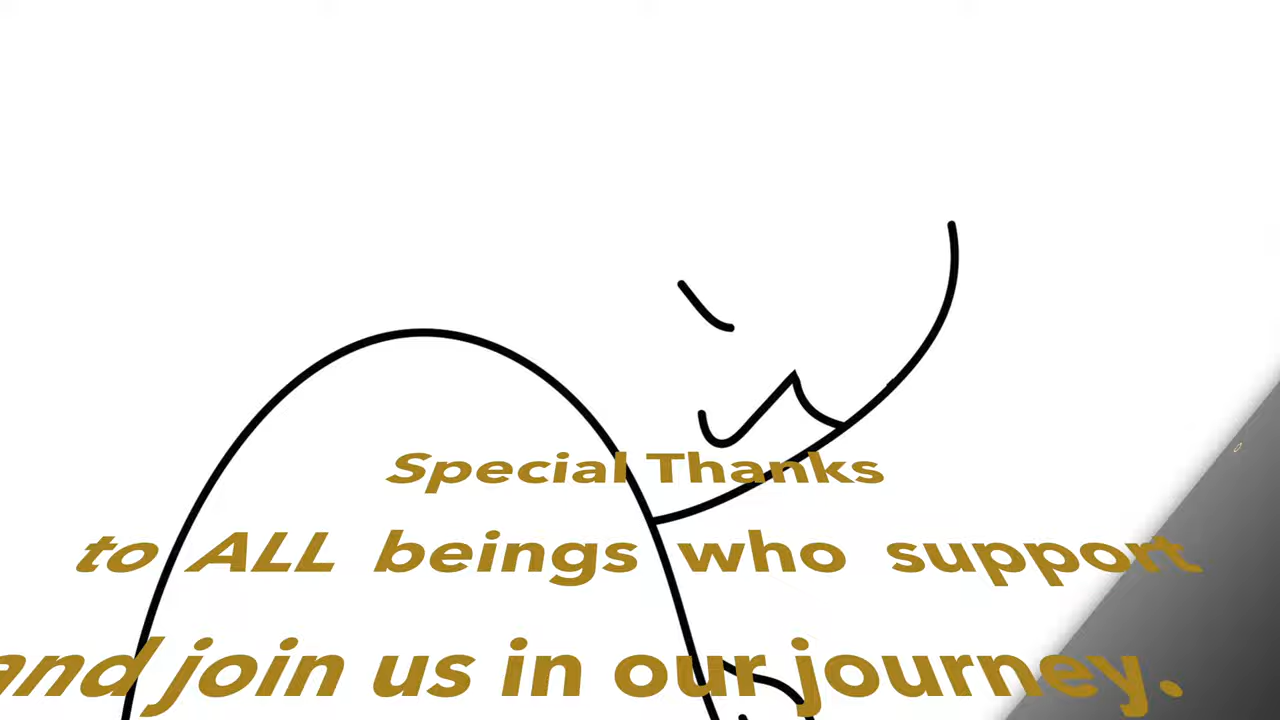 Special Thanks
to ALL beings who support
and join us in our journey.